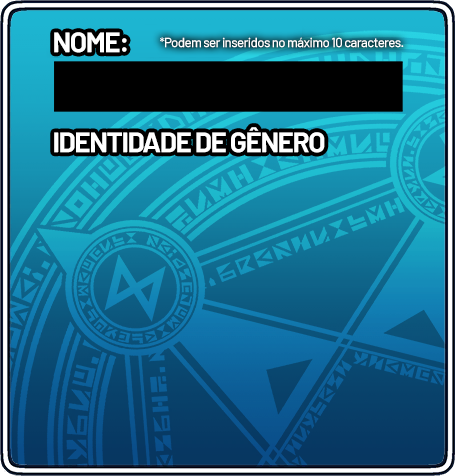 NOME:
*Podem ser inseridos no máximo 10 caracteres.
IDENTIDADE DE GÊNERO